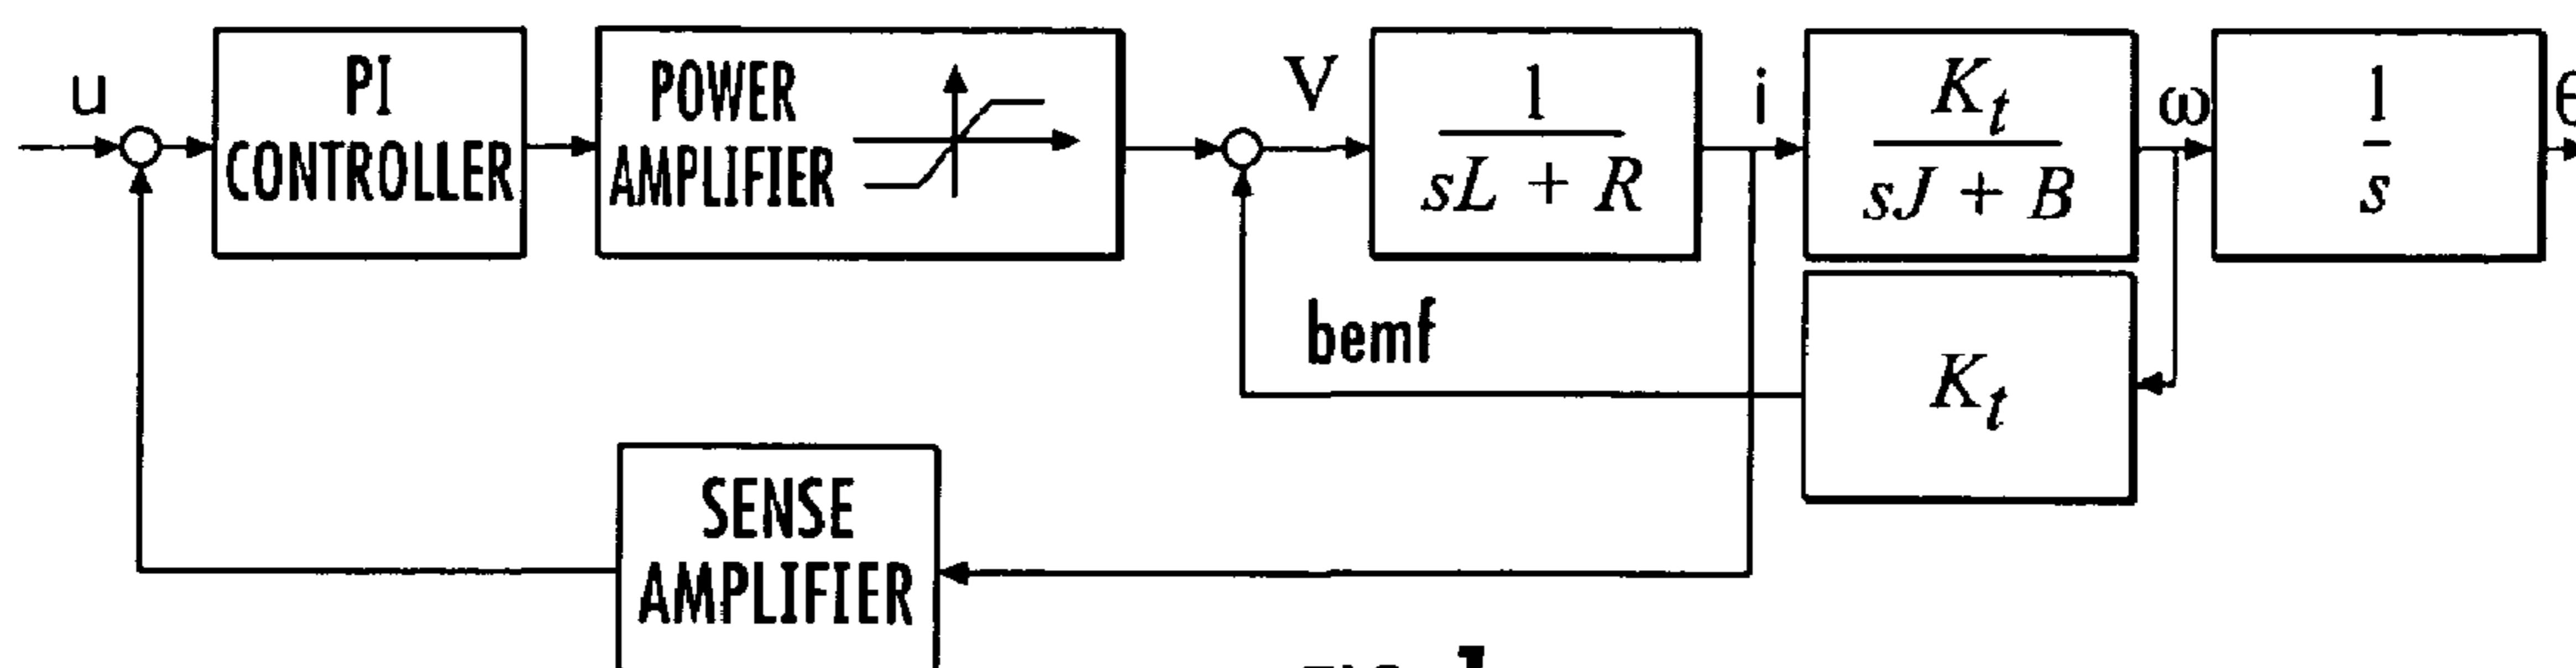 u
PI
CONTROLLER
POWER
AMPLIFIER
V
1
sL + R
i
K_t
sJ + B
ω
1
s
bemf
K_t
SENSE
AMPLIFIER